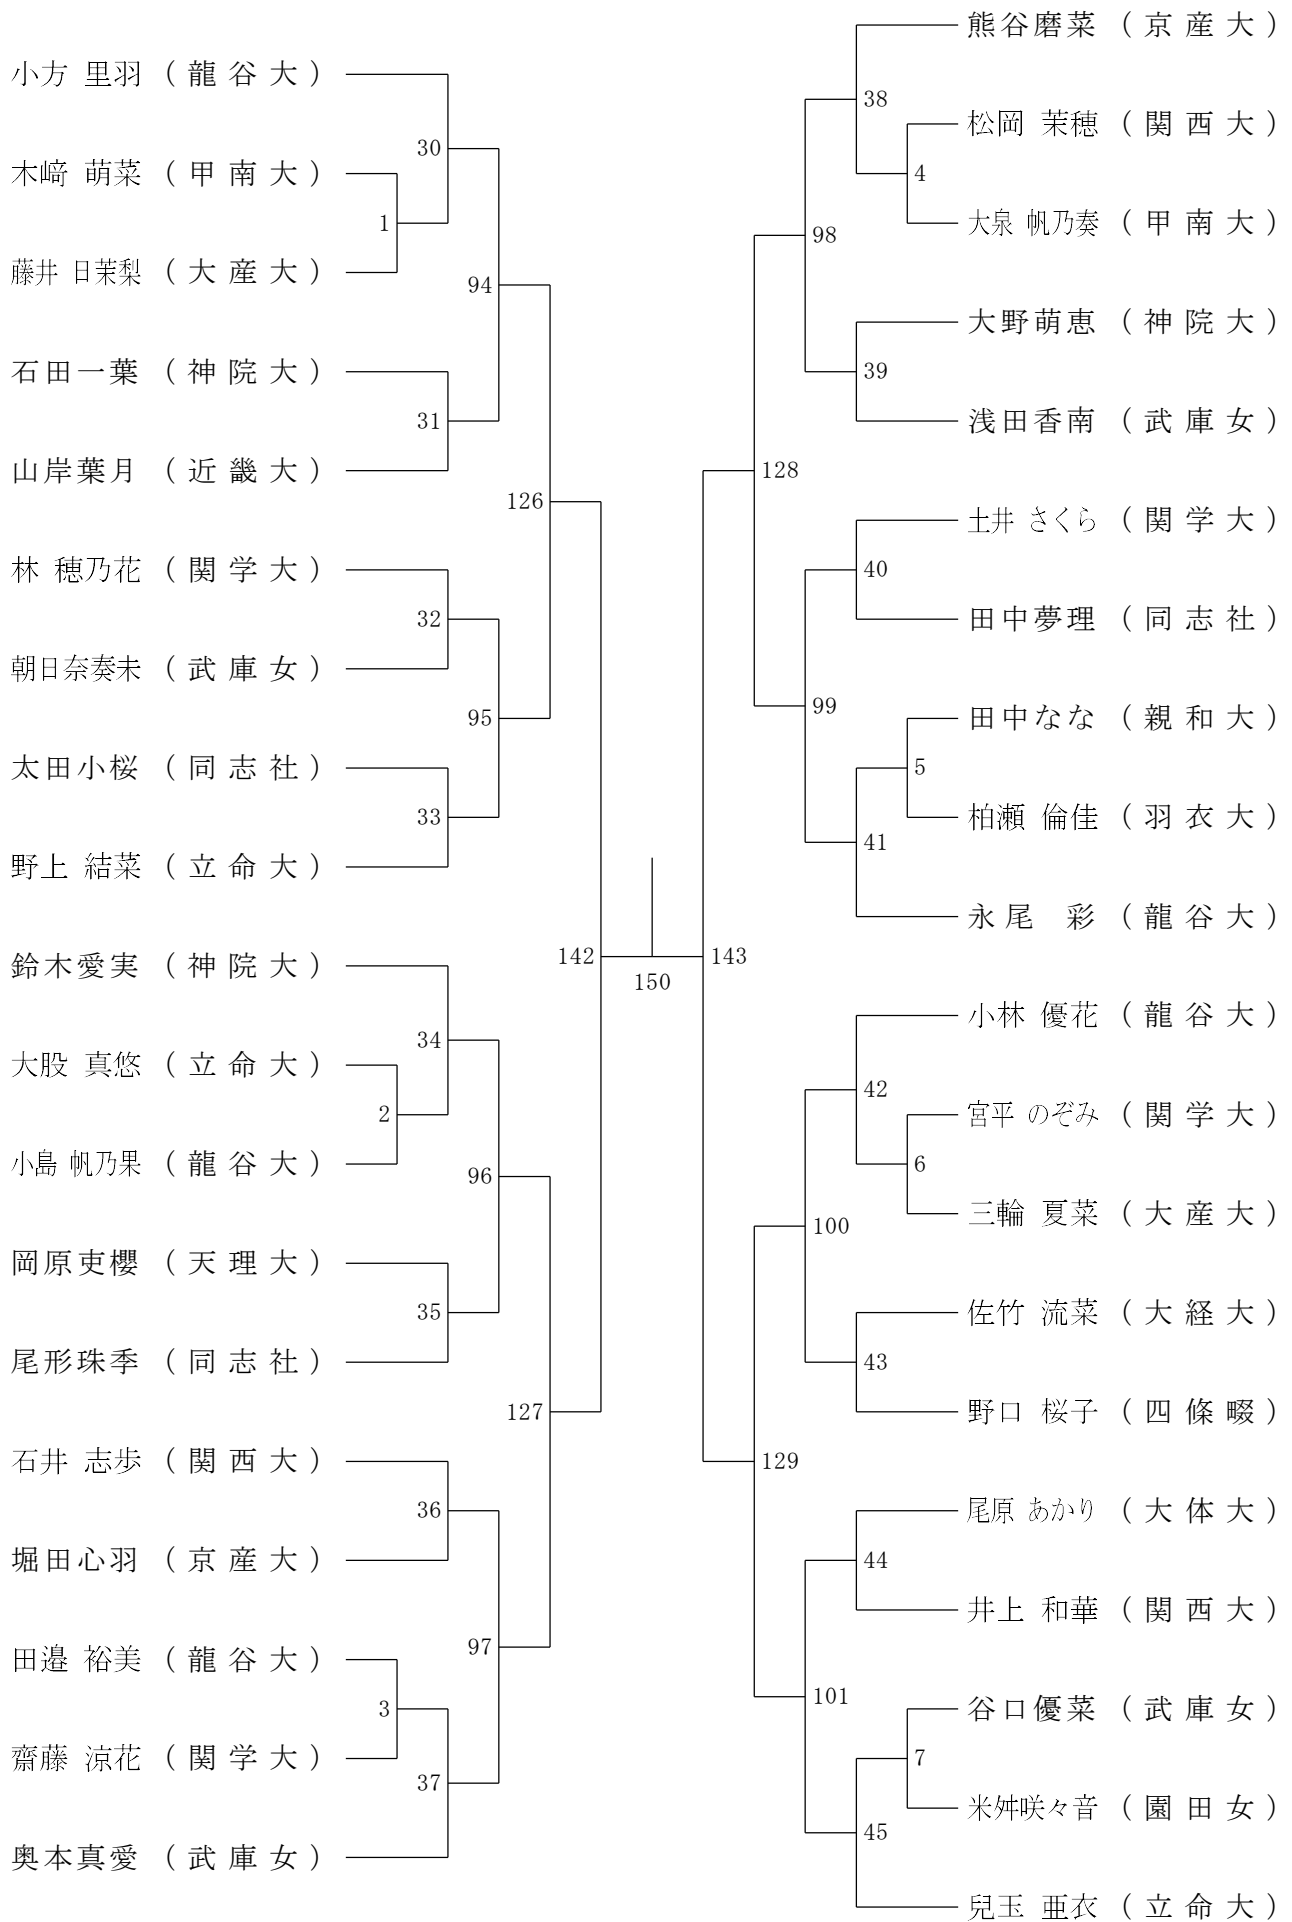 小方 里羽 ( 龍 谷 大 )
木﨑 萌菜 ( 甲 南 大 )
藤井 日茉梨 ( 大 産 大 )
石田一葉 ( 神 院 大 )
山岸葉月 ( 近 畿 大 )
林 穂乃花 ( 関 学 大 )
朝日奈奏未 ( 武 庫 女 )
太田小桜 ( 同 志 社 )
野上 結菜 ( 立 命 大 )
鈴木愛実 ( 神 院 大 )
大股 真悠 ( 立 命 大 )
小島 帆乃果 ( 龍 谷 大 )
岡原吏櫻 ( 天 理 大 )
尾形珠季 ( 同 志 社 )
石井 志歩 ( 関 西 大 )
堀田心羽 ( 京 産 大 )
田邉 裕美 ( 龍 谷 大 )
齋藤 涼花 ( 関 学 大 )
奥本真愛 ( 武 庫 女 )
1
2
3
30
31
32
33
34
35
36
37
94
95
96
97
126
127
142
150
143
128
129
98
99
100
101
38
39
40
41
42
43
44
45
4
5
6
7
熊谷磨菜 ( 京 産 大 )
松岡 茉穂 ( 関 西 大 )
大泉 帆乃奏 ( 甲 南 大 )
大野萌恵 ( 神 院 大 )
浅田香南 ( 武 庫 女 )
土井 さくら ( 関 学 大 )
田中夢理 ( 同 志 社 )
田中なな ( 親 和 大 )
柏瀬 倫佳 ( 羽 衣 大 )
永尾　彩 ( 龍 谷 大 )
小林 優花 ( 龍 谷 大 )
宮平 のぞみ ( 関 学 大 )
三輪 夏菜 ( 大 産 大 )
佐竹 流菜 ( 大 経 大 )
野口 桜子 ( 四 條 畷 )
尾原 あかり ( 大 体 大 )
井上 和華 ( 関 西 大 )
谷口優菜 ( 武 庫 女 )
米舛咲々音 ( 園 田 女 )
兒玉 亜衣 ( 立 命 大 )